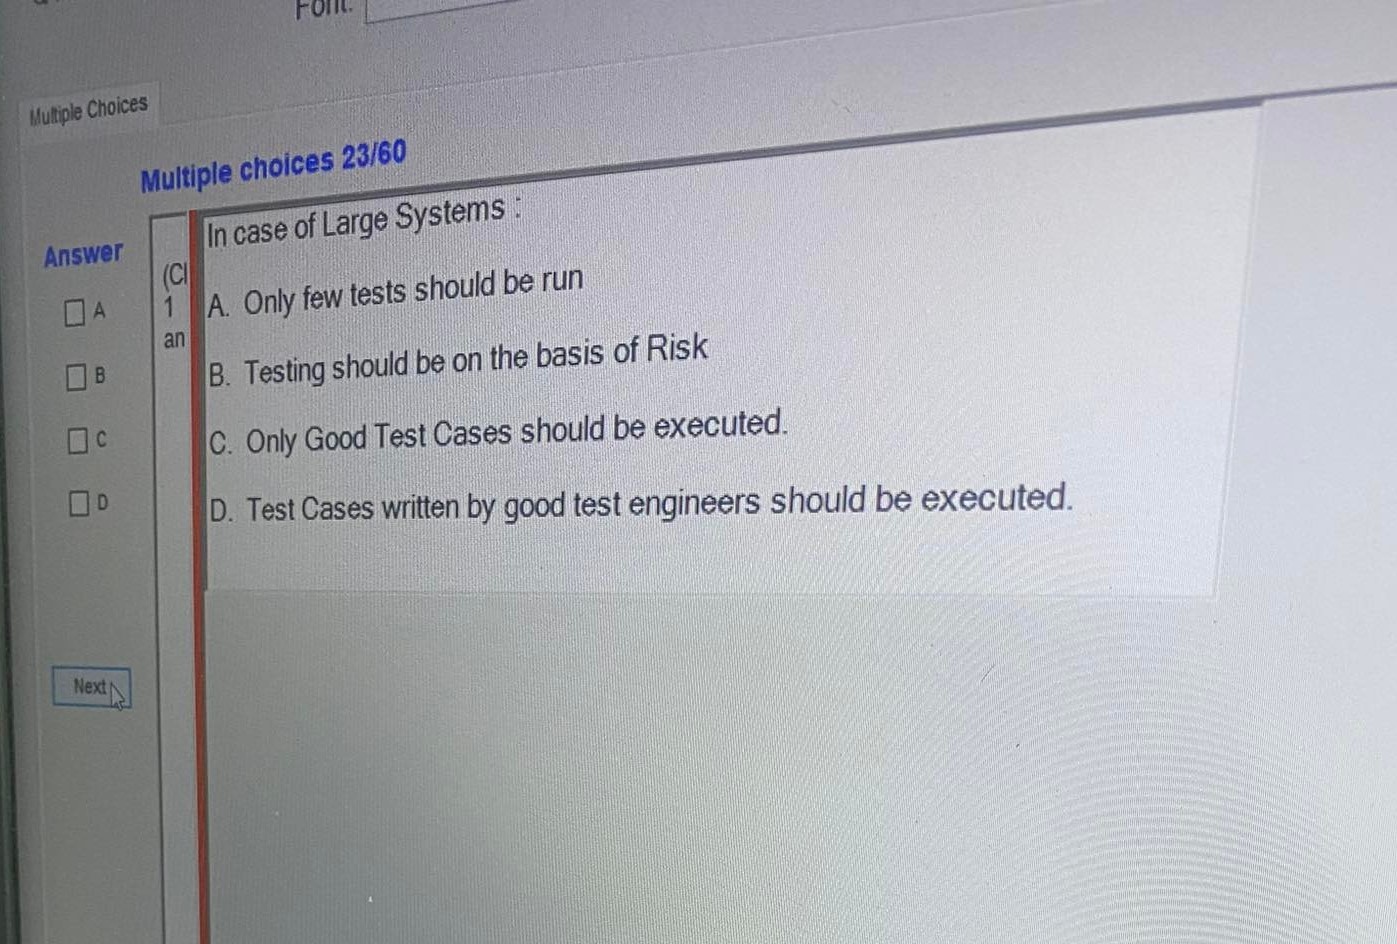 Font:
Multiple Choices
Multiple choices 23/60
Answer
A
B
C
D
Next
(Cl
1
an
In case of Large Systems :
A. Only few tests should be run
B. Testing should be on the basis of Risk
C. Only Good Test Cases should be executed.
D. Test Cases written by good test engineers should be executed.